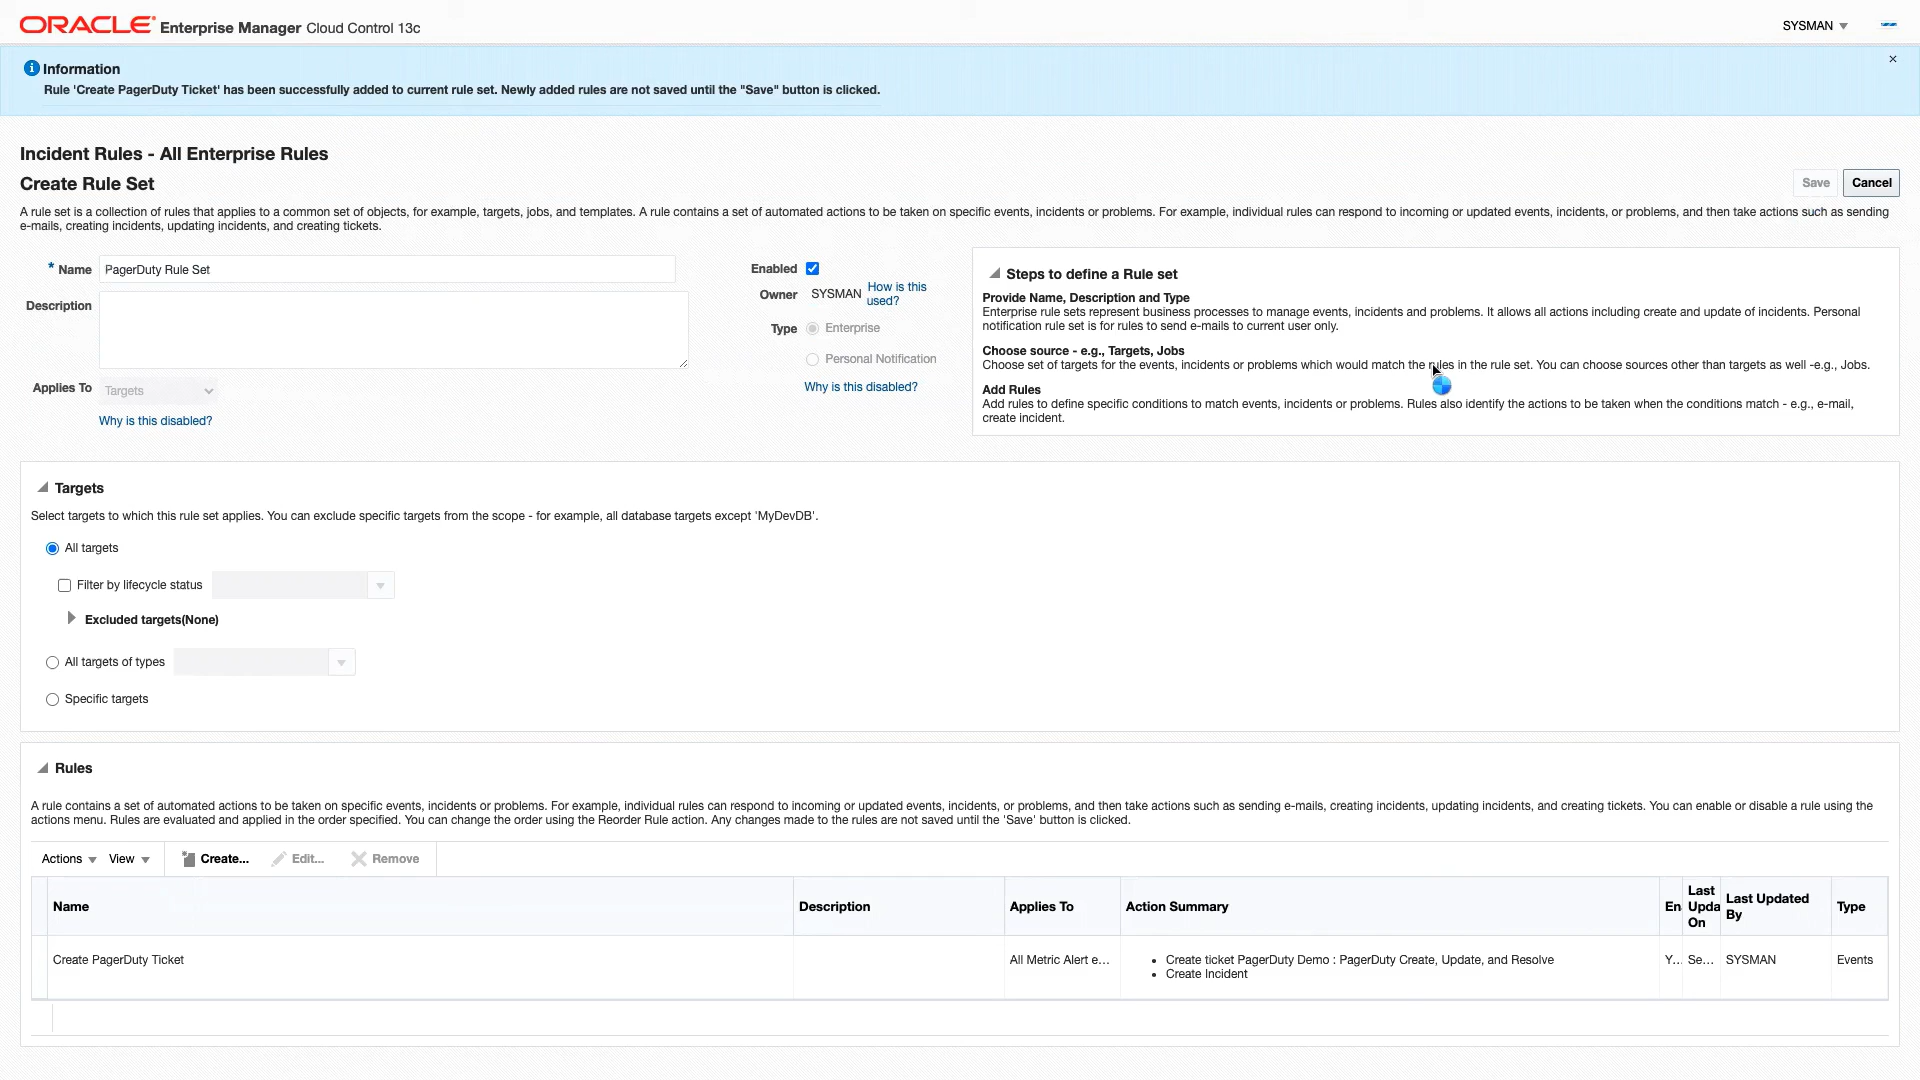 ORACLE Enterprise Manager Cloud Control 13c
SYSMAN
Information
Rule 'Create PagerDuty Ticket' has been successfully added to current rule set. Newly added rules are not saved until the "Save" button is clicked.
Incident Rules - All Enterprise Rules
Create Rule Set
Save Cancel
A rule set is a collection of rules that applies to a common set of objects, for example, targets, jobs, and templates. A rule contains a set of automated actions to be taken on specific events, incidents or problems. For example, individual rules can respond to incoming or updated events, incidents, or problems, and then take actions such as sending
e-mails, creating incidents, updating incidents, and creating tickets.
* Name PagerDuty Rule Set
Description
Applies To Targets
Why is this disabled?
Enabled
Owner SYSMAN How is this
used?
Type Enterprise
Personal Notification
Why is this disabled?
Steps to define a Rule set
Provide Name, Description and Type
Enterprise rule sets represent business processes to manage events, incidents and problems. It allows all actions including create and update of incidents. Personal
notification rule set is for rules to send e-mails to current user only.
Choose source - e.g., Targets, Jobs
Choose set of targets for the events, incidents or problems which would match the rules in the rule set. You can choose sources other than targets as well -e.g., Jobs.
Add Rules
Add rules to define specific conditions to match events, incidents or problems. Rules also identify the actions to be taken when the conditions match - e.g., e-mail,
create incident.
Targets
Select targets to which this rule set applies. You can exclude specific targets from the scope - for example, all database targets except 'MyDevDB'.
All targets
Filter by lifecycle status
Excluded targets(None)
All targets of types
Specific targets
Rules
A rule contains a set of automated actions to be taken on specific events, incidents or problems. For example, individual rules can respond to incoming or updated events, incidents, or problems, and then take actions such as sending e-mails, creating incidents, updating incidents, and creating tickets. You can enable or disable a rule using the
actions menu. Rules are evaluated and applied in the order specified. You can change the order using the Reorder Rule action. Any changes made to the rules are not saved until the 'Save' button is clicked.
Actions View Create... Edit... Remove
Name Description Applies To Action Summary En Last Upda On Last Updated By Type
Create PagerDuty Ticket All Metric Alert e... • Create ticket PagerDuty Demo : PagerDuty Create, Update, and Resolve Y... Se... SYSMAN Events
• Create Incident